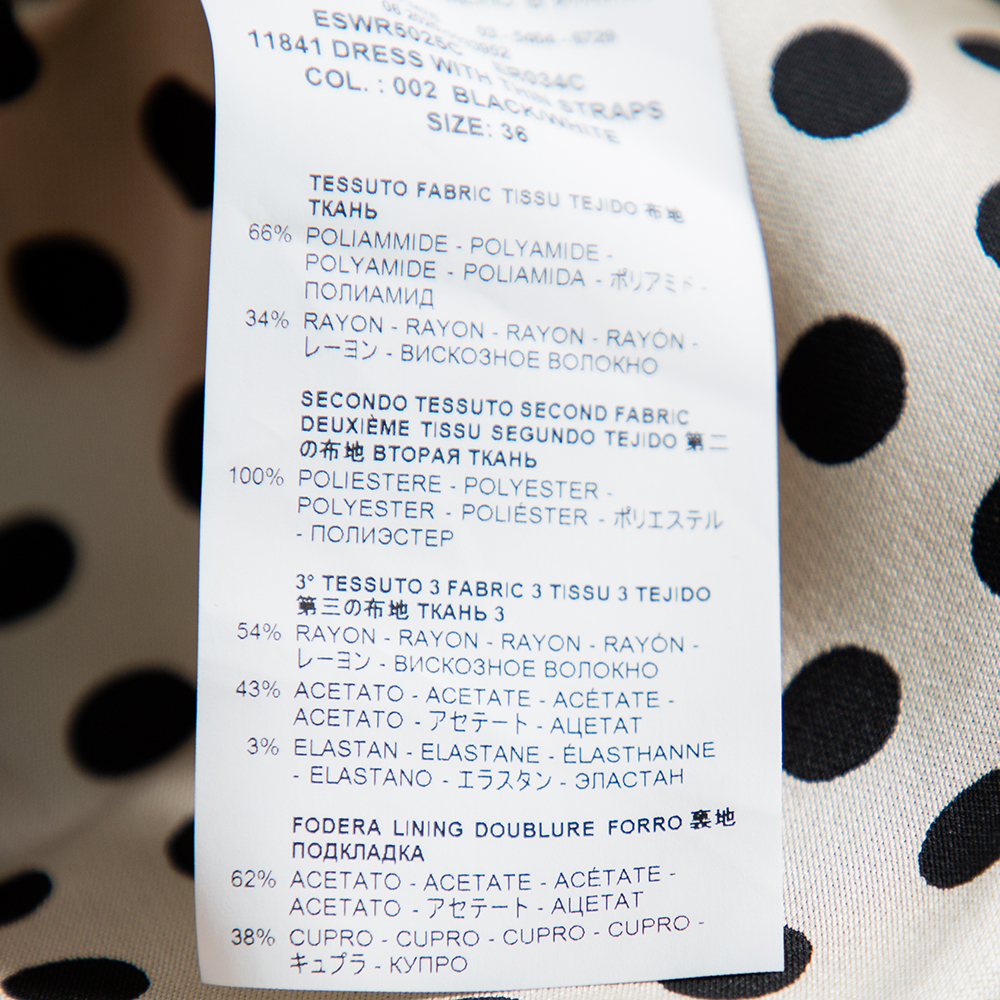 06 2020
ESWR5025C
11841 DRESS WITH THIN STRAPS
COL. : 002 BLACK/WHITE
SIZE: 36
TESSUTO FABRIC TISSU TEJIDO 布地
ТКАНЬ
66% POLIAMMIDE - POLYAMIDE -
POLYAMIDE - POLIAMIDA - ポリアミド -
ПОЛИАМИД
34% RAYON - RAYON - RAYON - RAYÓN -
レーヨン - ВИСКОЗНОЕ ВОЛОКНО
SECONDO TESSUTO SECOND FABRIC
DEUXIÈME TISSU SEGUNDO TEJIDO 第二
の布地 ВТОРАЯ ТКАНЬ
100% POLIESTERE - POLYESTER -
POLYESTER - POLIÉSTER - ポリエステル
- ПОЛИЭСТЕР
3° TESSUTO 3 FABRIC 3 TISSU 3 TEJIDO
第三の布地 ТКАНЬ 3
54% RAYON - RAYON - RAYON - RAYÓN -
レーヨン - ВИСКОЗНОЕ ВОЛОКНО
43% ACETATO - ACETATE - ACÉTATE -
ACETATO - アセテート - АЦЕТАТ
3% ELASTAN - ELASTANE - ÉLASTHANNE
- ELASTANO - エラスタン - ЭЛАСТАН
FODERA LINING DOUBLURE FORRO 裏地
ПОДКЛАДКА
62% ACETATO - ACETATE - ACÉTATE -
ACETATO - アセテート - АЦЕТАТ
38% CUPRO - CUPRO - CUPRO - CUPRO -
キュプラ - КУПРО